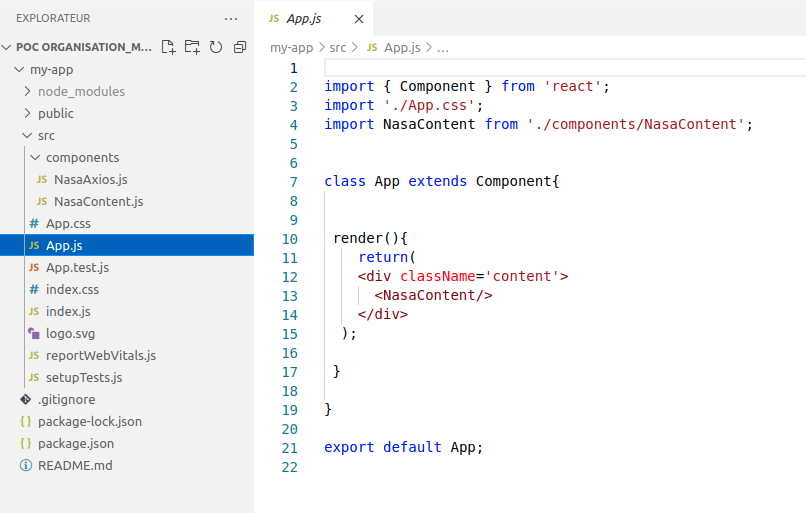 EXPLORATEUR
...
POC ORGANISATION_M...
my-app
node_modules
public
src
components
JS NasaAxios.js
JS NasaContent.js
# App.css
JS App.js
JS App.test.js
# index.css
JS index.js
logo.svg
JS reportWebVitals.js
JS setupTests.js
.gitignore
{} package-lock.json
{} package.json
README.md
JS App.js
my-app > src > JS App.js > ...
1
2 import { Component } from 'react';
3 import './App.css';
4 import NasaContent from './components/NasaContent';
5
6
7 class App extends Component{
8
9
10 render(){
11 return(
12 <div className='content'>
13 <NasaContent/>
14 </div>
15 );
16
17 }
18
19 }
20
21 export default App;
22